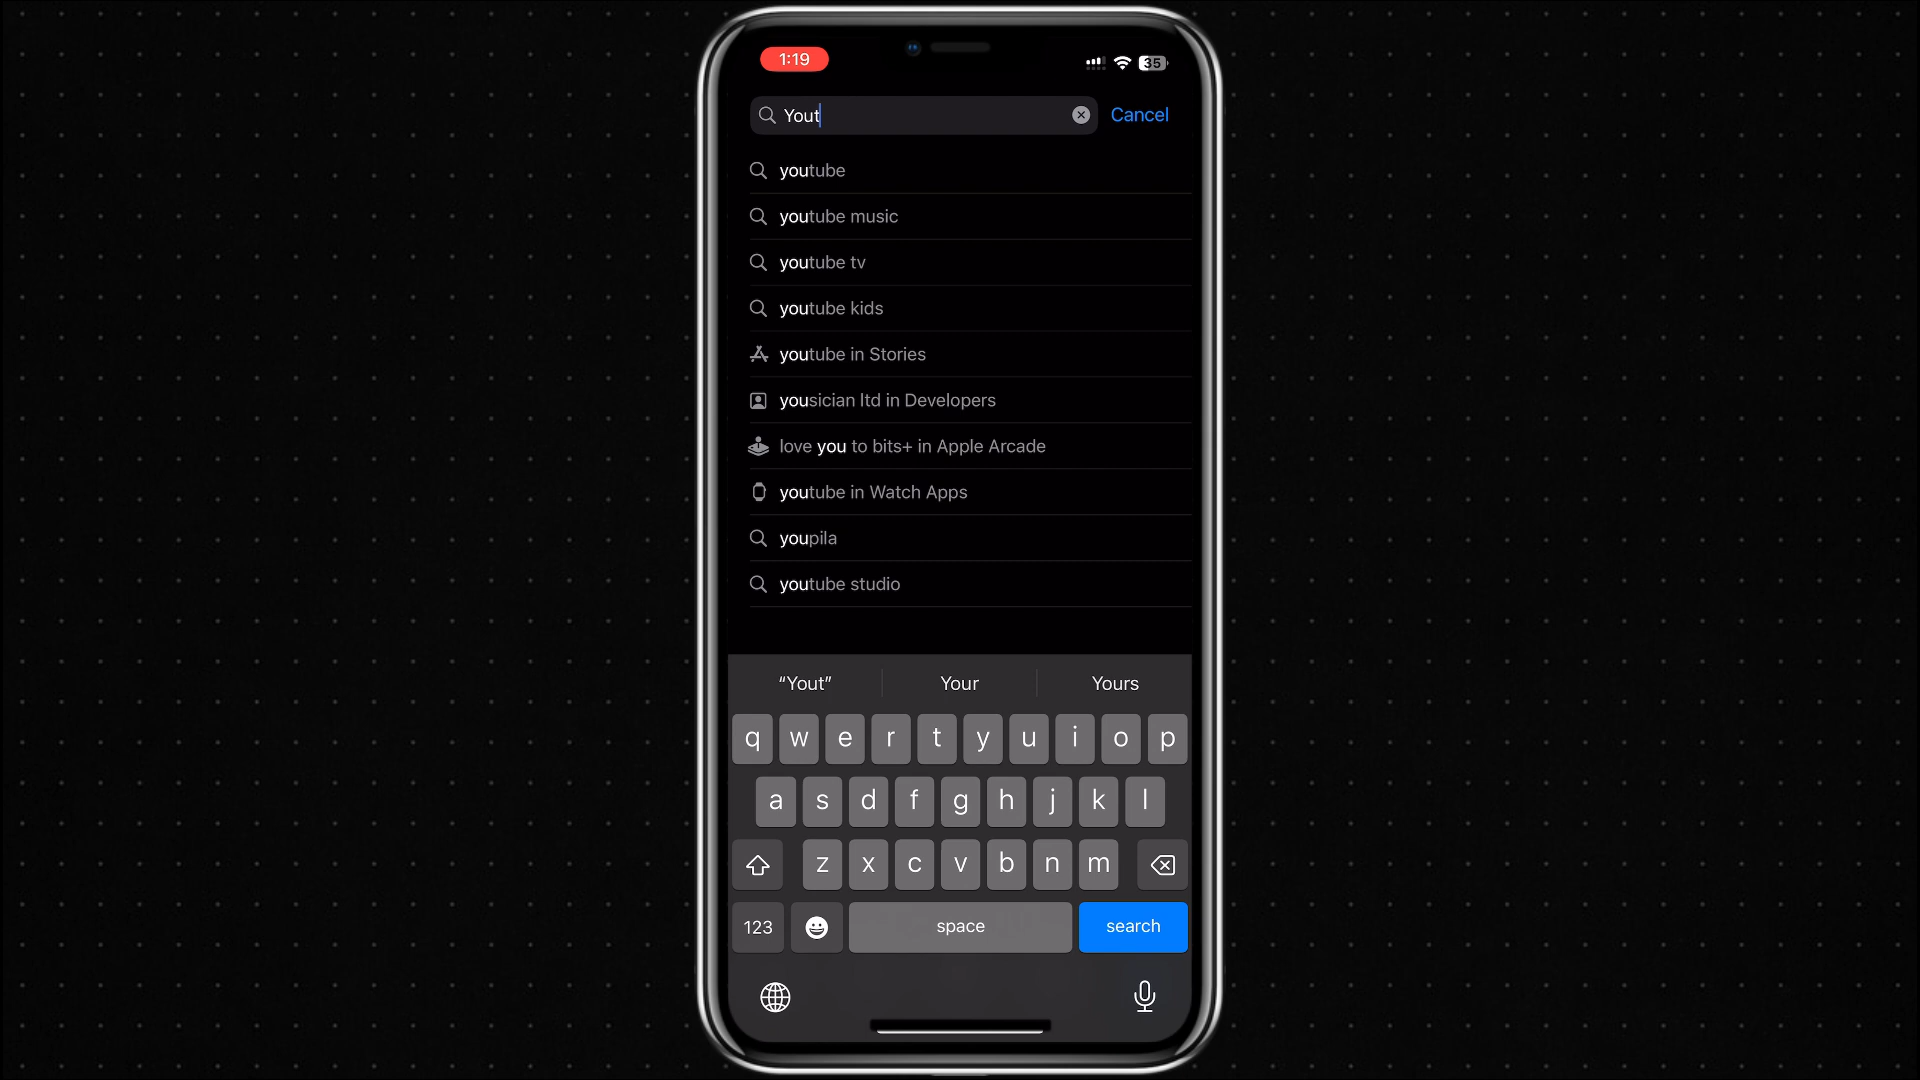 1:19
35
Yout
Cancel
youtube
youtube music
youtube tv
youtube kids
youtube in Stories
yousician ltd in Developers
love you to bits+ in Apple Arcade
youtube in Watch Apps
youpila
youtube studio
“Yout” Your Yours
q w e r t y u i o p
a s d f g h j k l
z x c v b n m
123 space search